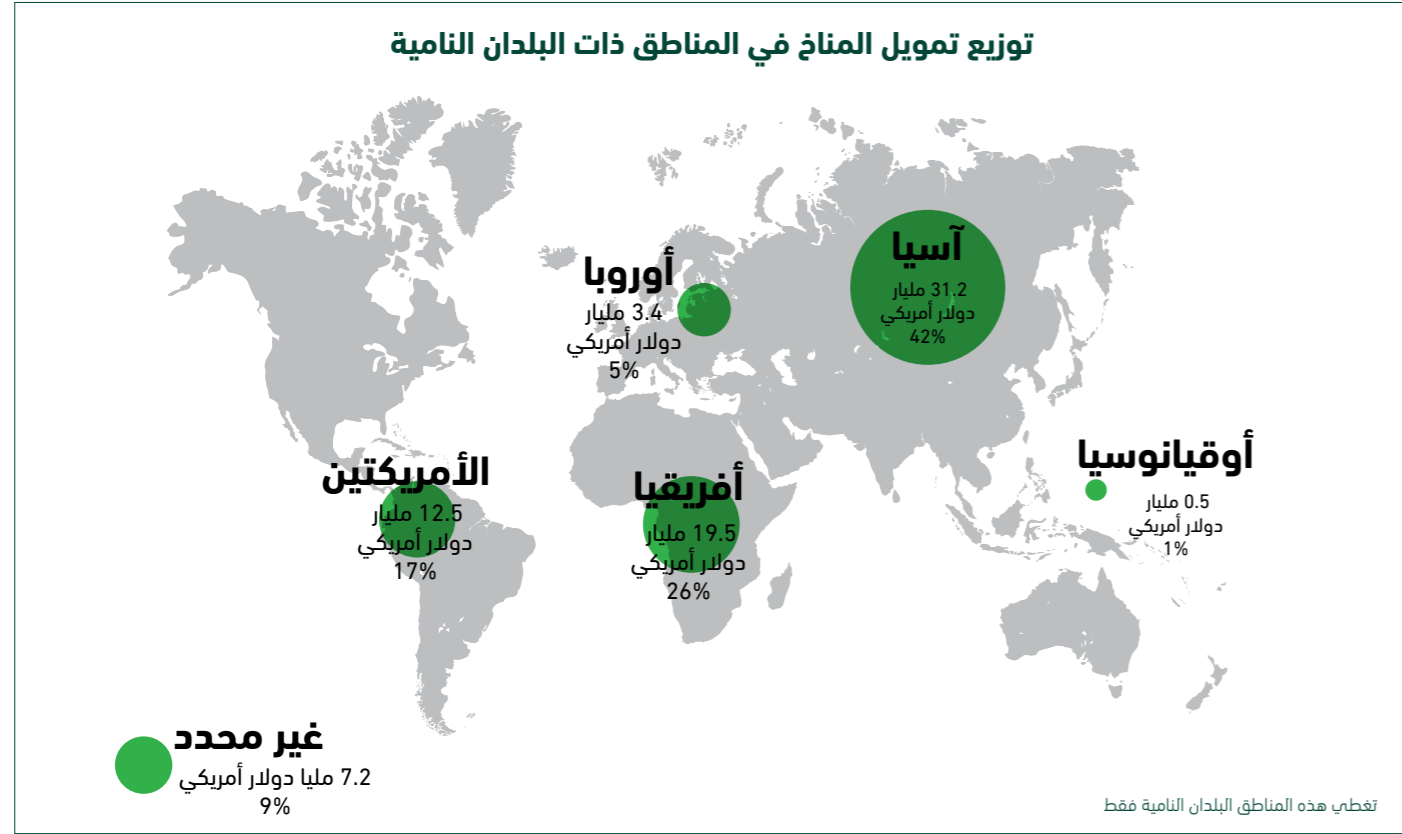 توزيع تمويل المناخ في المناطق ذات البلدان النامية
آسيا
31.2 مليار
دولار أمريكي
42%
أوروبا
3.4 مليار
دولار أمريكي
5%
أوقيانوسيا
0.5 مليار
دولار أمريكي
1%
أفريقيا
19.5 مليار
دولار أمريكي
26%
الأمريكتين
12.5 مليار
دولار أمريكي
17%
غير محدد
7.2 مليا دولار أمريكي
9%
تغطي هذه المناطق البلدان النامية فقط